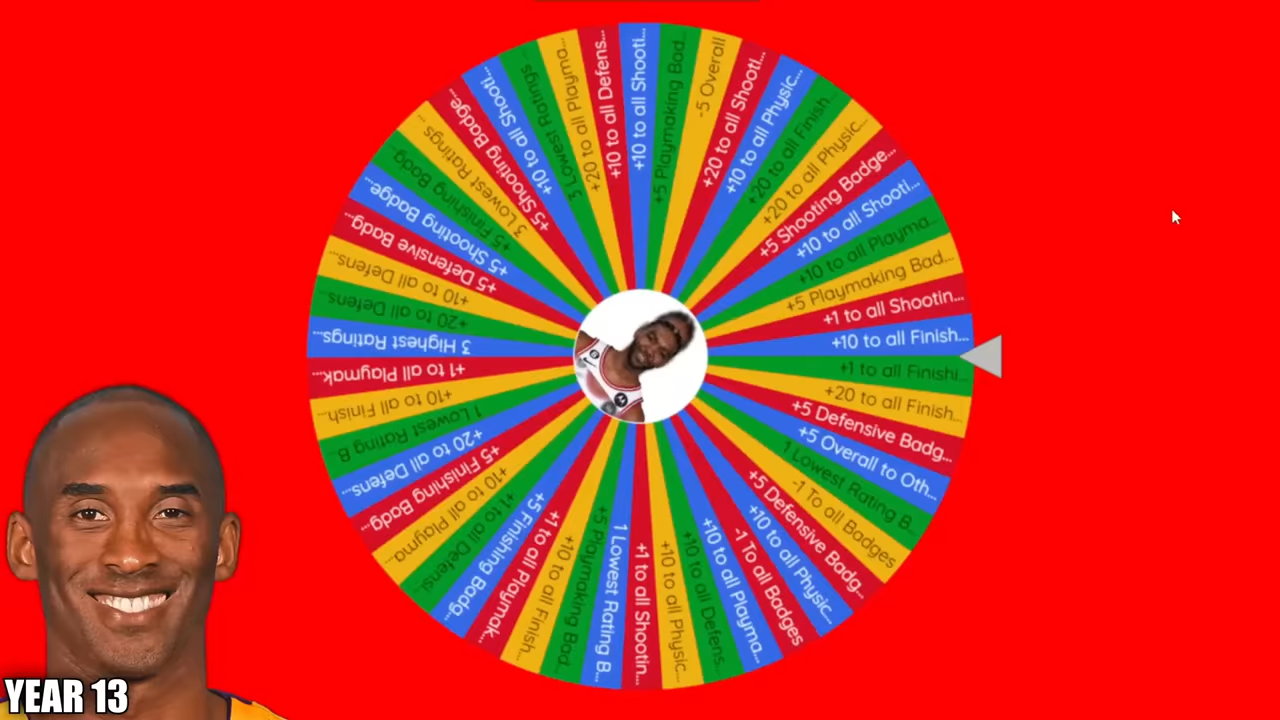 +10 to all Shooti...
+5 Playmaking Bad...
-5 Overall
+20 to all Shooti...
+10 to all Physic...
+20 to all Finish...
+20 to all Physic...
+5 Shooting Badge...
+10 to all Shooti...
+10 to all Playma...
+5 Playmaking Bad...
+1 to all Shootin...
+10 to all Finish...
+1 to all Finishi...
+20 to all Finish...
+5 Defensive Badg...
+5 Overall to Oth...
1 Lowest Rating B...
-1 To all Badges
+5 Defensive Badg...
+10 to all Physic...
-1 To all Badges
+10 to all Playma...
+10 to all Defens...
+10 to all Physic...
+1 to all Shootin...
1 Lowest Rating B...
+5 Playmaking Bad...
+10 to all Finish...
+1 to all Playmak...
+5 Finishing Badg...
+1 to all Defensi...
+10 to all Playma...
+5 Finishing Badg...
+20 to all Defens...
1 Lowest Rating B...
+10 to all Finish...
+1 to all Playmak...
3 Highest Ratings...
+20 to all Defens...
+10 to all Defens...
+5 Defensive Badg...
+5 Shooting Badge...
+5 Finishing Badg...
3 Lowest Ratings ...
+5 Shooting Badge...
+10 to all Shooti...
3 Lowest Ratings ...
+20 to all Playma...
+10 to all Defens...
YEAR 13